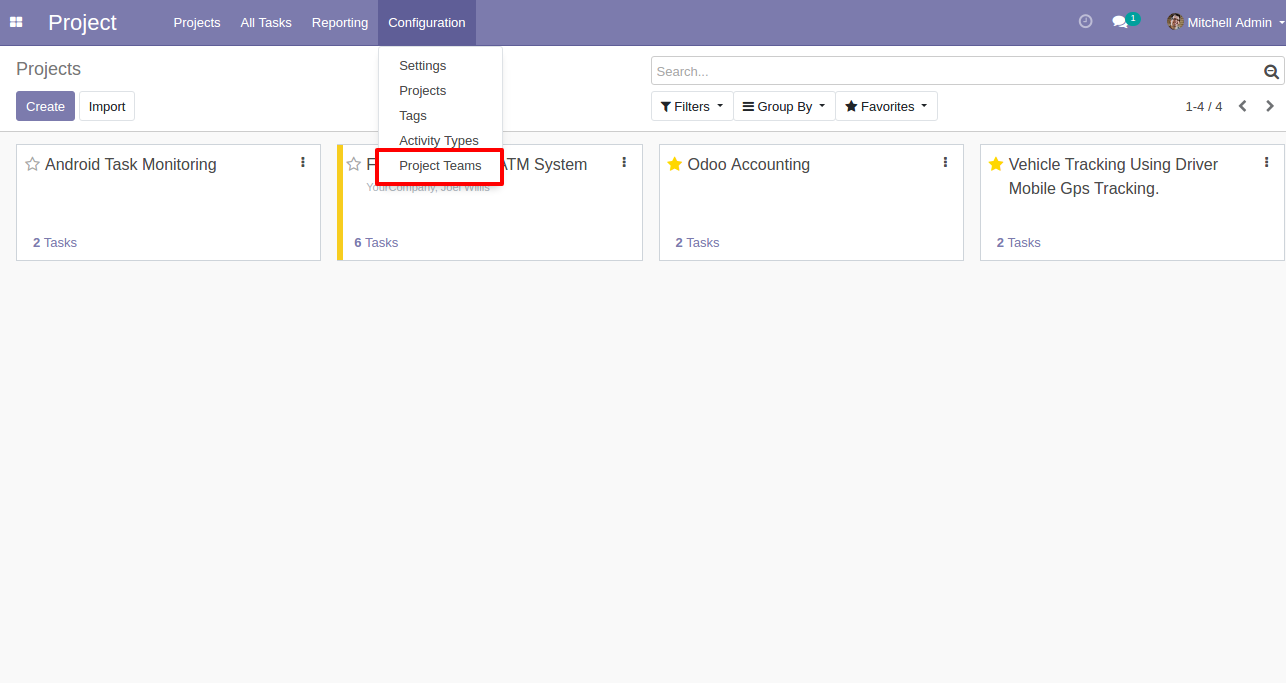 Project
Projects
All Tasks
Reporting
Configuration
1
Mitchell Admin
Projects
Search...
Create
Import
Filters
Group By
Favorites
1-4 / 4
Settings
Projects
Tags
Activity Types
Project Teams
Android Task Monitoring
2 Tasks
ATM System
YourCompany, Joel Willis
6 Tasks
Odoo Accounting
2 Tasks
Vehicle Tracking Using Driver
Mobile Gps Tracking.
2 Tasks